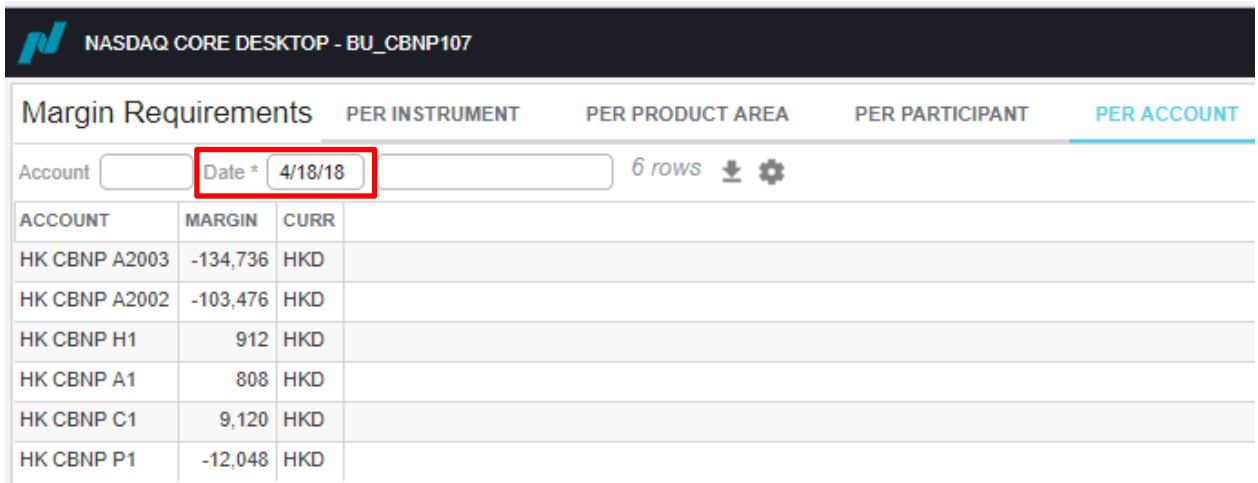 NASDAQ CORE DESKTOP - BU_CBNP107
Margin Requirements PER INSTRUMENT PER PRODUCT AREA PER PARTICIPANT PER ACCOUNT
Account Date * 4/18/18 6 rows
ACCOUNT MARGIN CURR
HK CBNP A2003 -134,736 HKD
HK CBNP A2002 -103,476 HKD
HK CBNP H1 912 HKD
HK CBNP A1 808 HKD
HK CBNP C1 9,120 HKD
HK CBNP P1 -12,048 HKD